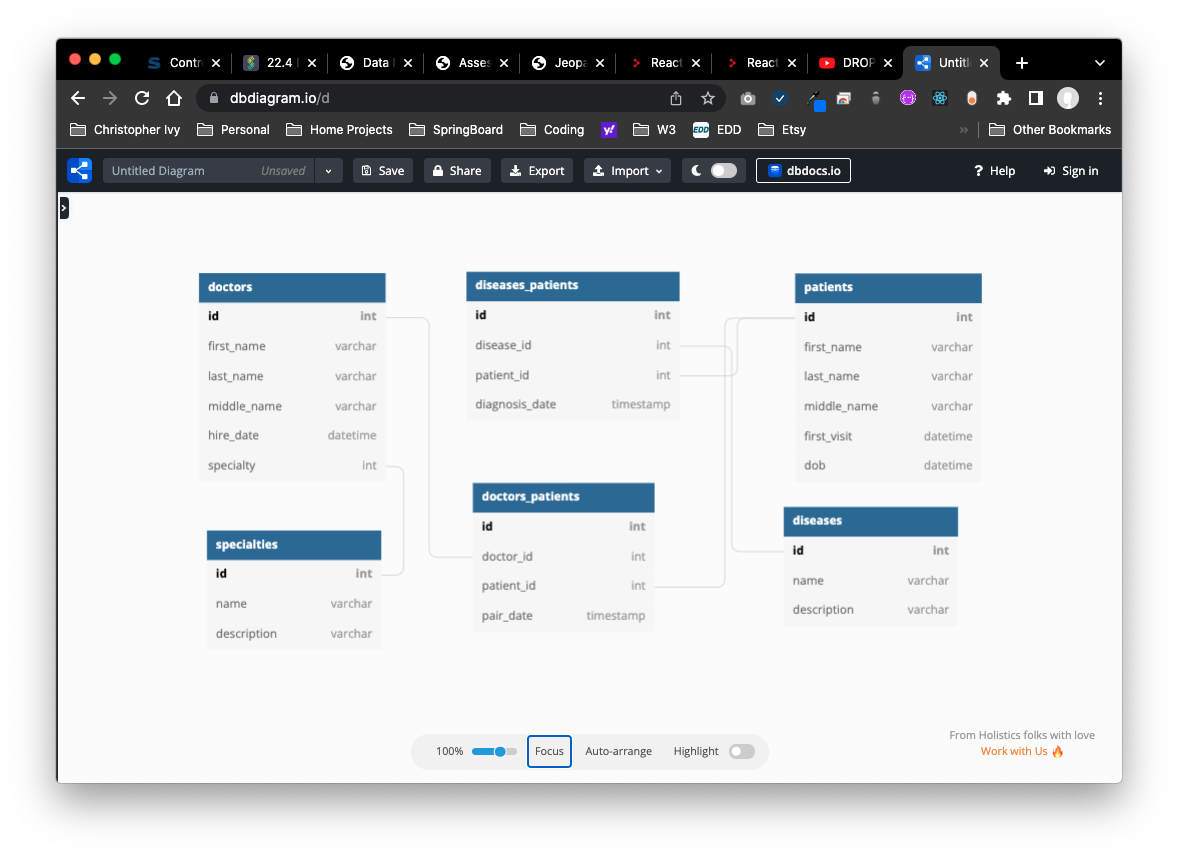 Contr
22.4
Data
Asses
Jeopa
React
React
DROP
Untitl
dbdiagram.io/d
Christopher Ivy
Personal
Home Projects
SpringBoard
Coding
y!
W3
EDD
EDD
Etsy
»
Other Bookmarks
Untitled Diagram
Unsaved
Save
Share
Export
Import
dbdocs.io
? Help
Sign in
doctors
id int
first_name varchar
last_name varchar
middle_name varchar
hire_date datetime
specialty int
diseases_patients
id int
disease_id int
patient_id int
diagnosis_date timestamp
patients
id int
first_name varchar
last_name varchar
middle_name varchar
first_visit datetime
dob datetime
specialties
id int
name varchar
description varchar
doctors_patients
id int
doctor_id int
patient_id int
pair_date timestamp
diseases
id int
name varchar
description varchar
100%
Focus
Auto-arrange
Highlight
From Holistics folks with love
Work with Us 🔥